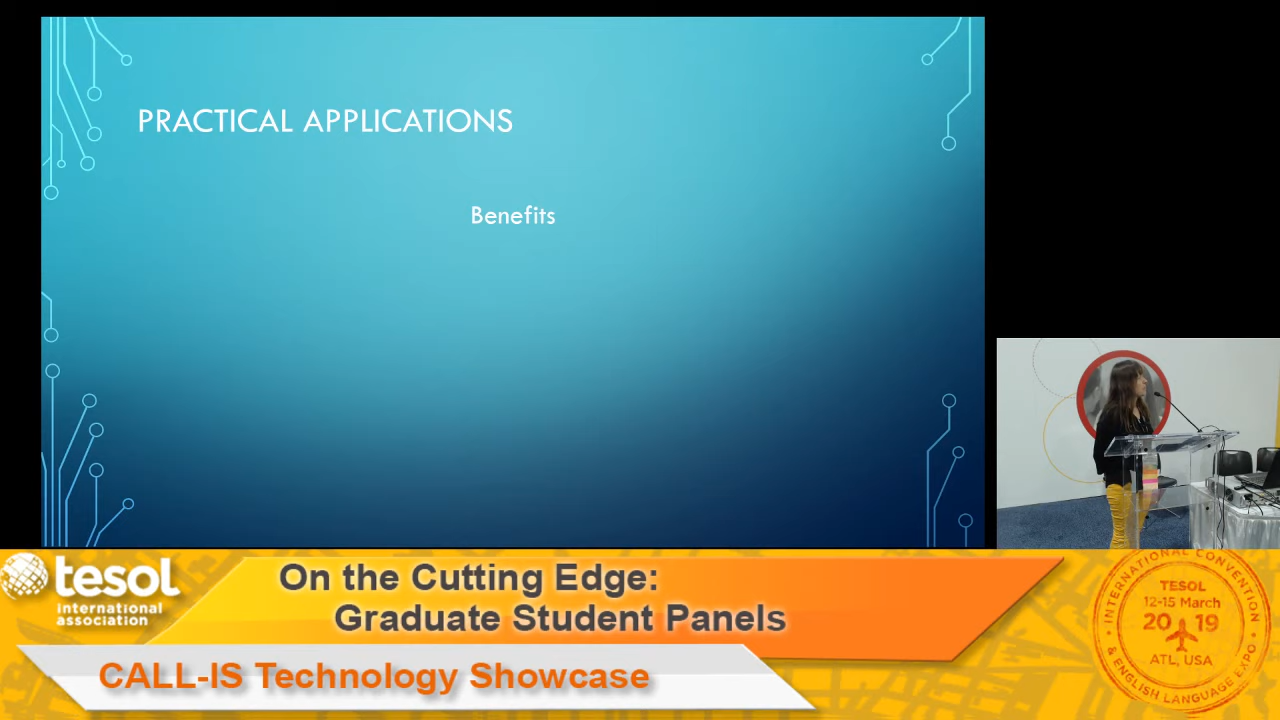 PRACTICAL APPLICATIONS
Benefits
tesol
international
association
On the Cutting Edge:
Graduate Student Panels
CALL-IS Technology Showcase
INTERNATIONAL CONVENTION
TESOL
12-15 March
20 19
ATL, USA
& ENGLISH LANGUAGE EXPO